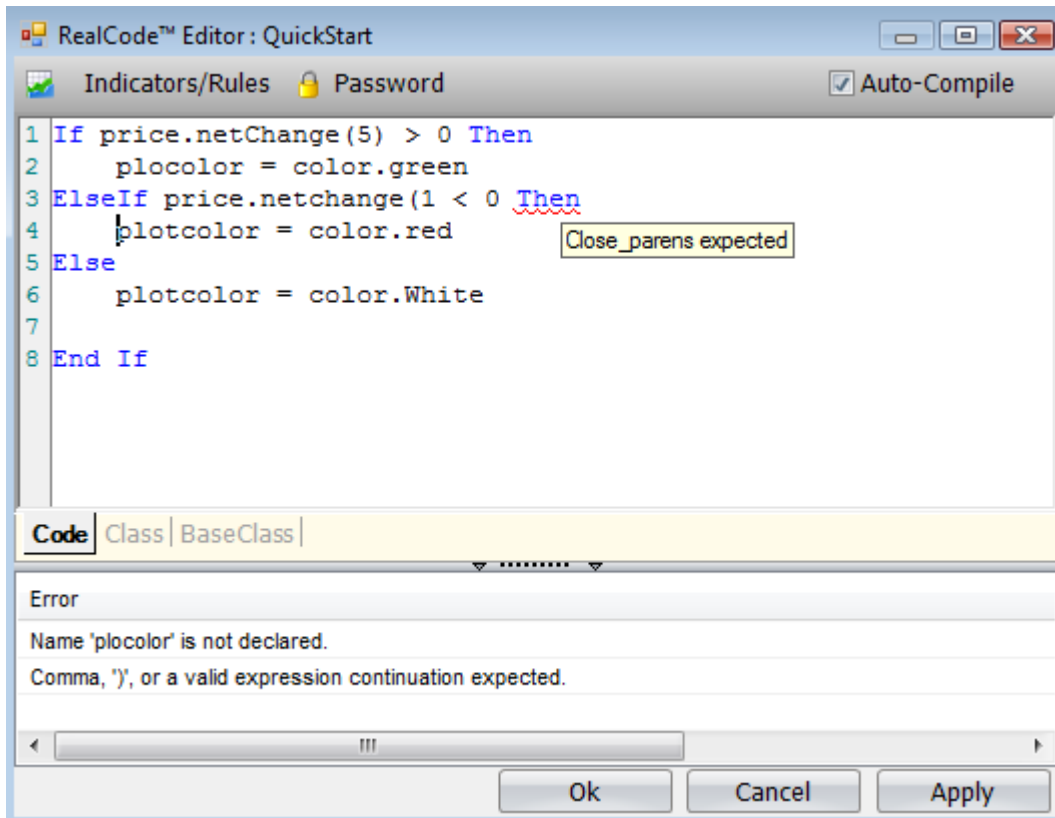 RealCode™ Editor : QuickStart
Indicators/Rules Password Auto-Compile
1 If price.netChange(5) > 0 Then
2 plocolor = color.green
3 ElseIf price.netchange(1 < 0 Then
4 plotcolor = color.red
Close_parens expected
5 Else
6 plotcolor = color.White
7
8 End If
Code Class BaseClass
Error
Name 'plocolor' is not declared.
Comma, ')', or a valid expression continuation expected.
Ok Cancel Apply